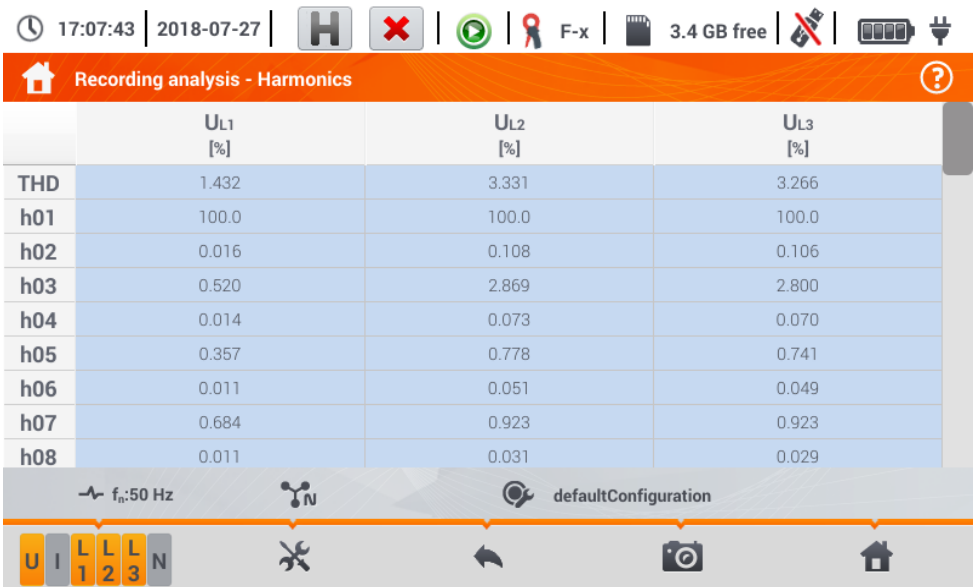 17:07:43 2018-07-27 H F-x 3.4 GB free
Recording analysis - Harmonics ?
UL1 UL2 UL3
[%] [%] [%]
THD 1.432 3.331 3.266
h01 100.0 100.0 100.0
h02 0.016 0.108 0.106
h03 0.520 2.869 2.800
h04 0.014 0.073 0.070
h05 0.357 0.778 0.741
h06 0.011 0.051 0.049
h07 0.684 0.923 0.923
h08 0.011 0.031 0.029
fn:50 Hz N defaultConfiguration
U I L1 L2 L3 N